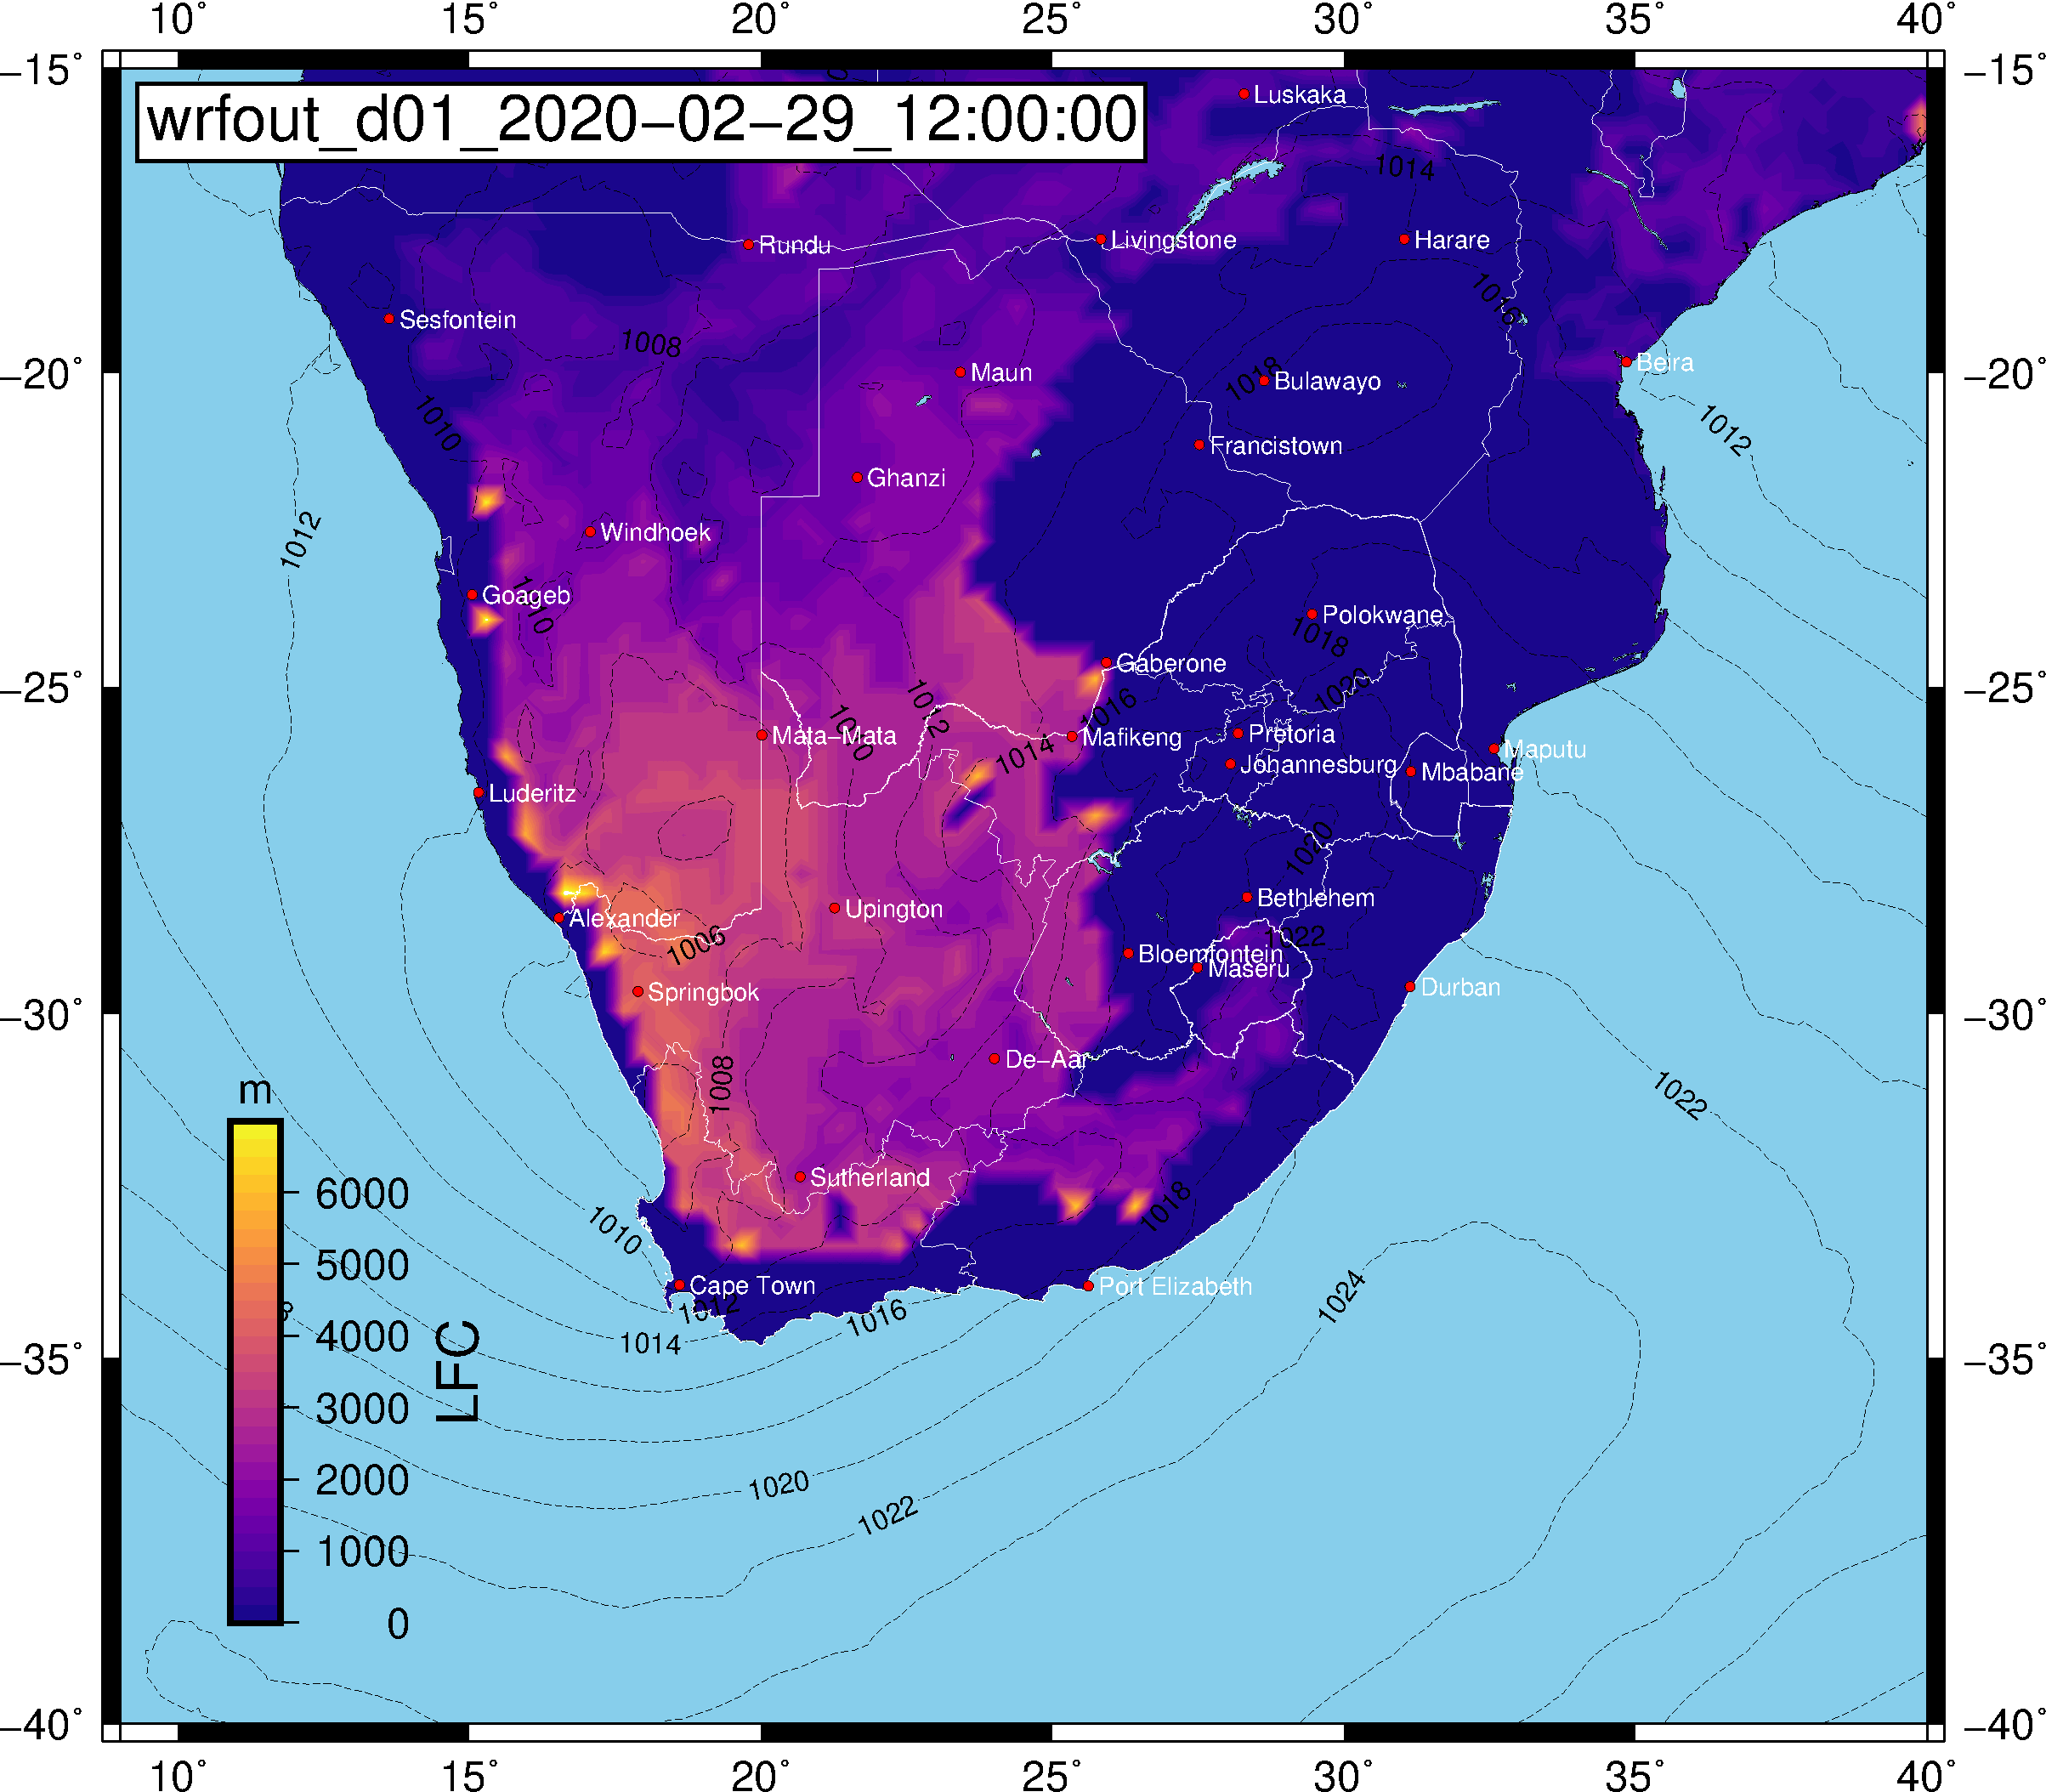 10° 15° 20° 25° 30° 35° 40°
−15° −15°
wrfout_d01_2020−02−29_12:00:00
Luskaka
1014
Rundu
Livingstone
Harare
1016
Sesfontein
1008
−20° −20°
Maun
1018
Bulawayo
Beira
1010
1012
Francistown
Ghanzi
1012
Windhoek
Goageb
1010
Polokwane
1018
Gaberone
−25° −25°
1020
1012
1016
1010
Mata−Mata
Mafikeng
1014
Pretoria
Johannesburg
Mbabane
Maputu
Luderitz
1020
Alexander
Upington
Bethlehem
1006
1022
Bloemfontein
Maseru
Springbok
Durban
−30° −30°
De−Aar
1008
1022
m
Sutherland
6000
1018
1010
5000
Cape Town
Port Elizabeth
1024
1012
8
4000
1014
1016
LFC
−35° −35°
3000
2000
1020
1022
1000
0
−40° −40°
10° 15° 20° 25° 30° 35° 40°